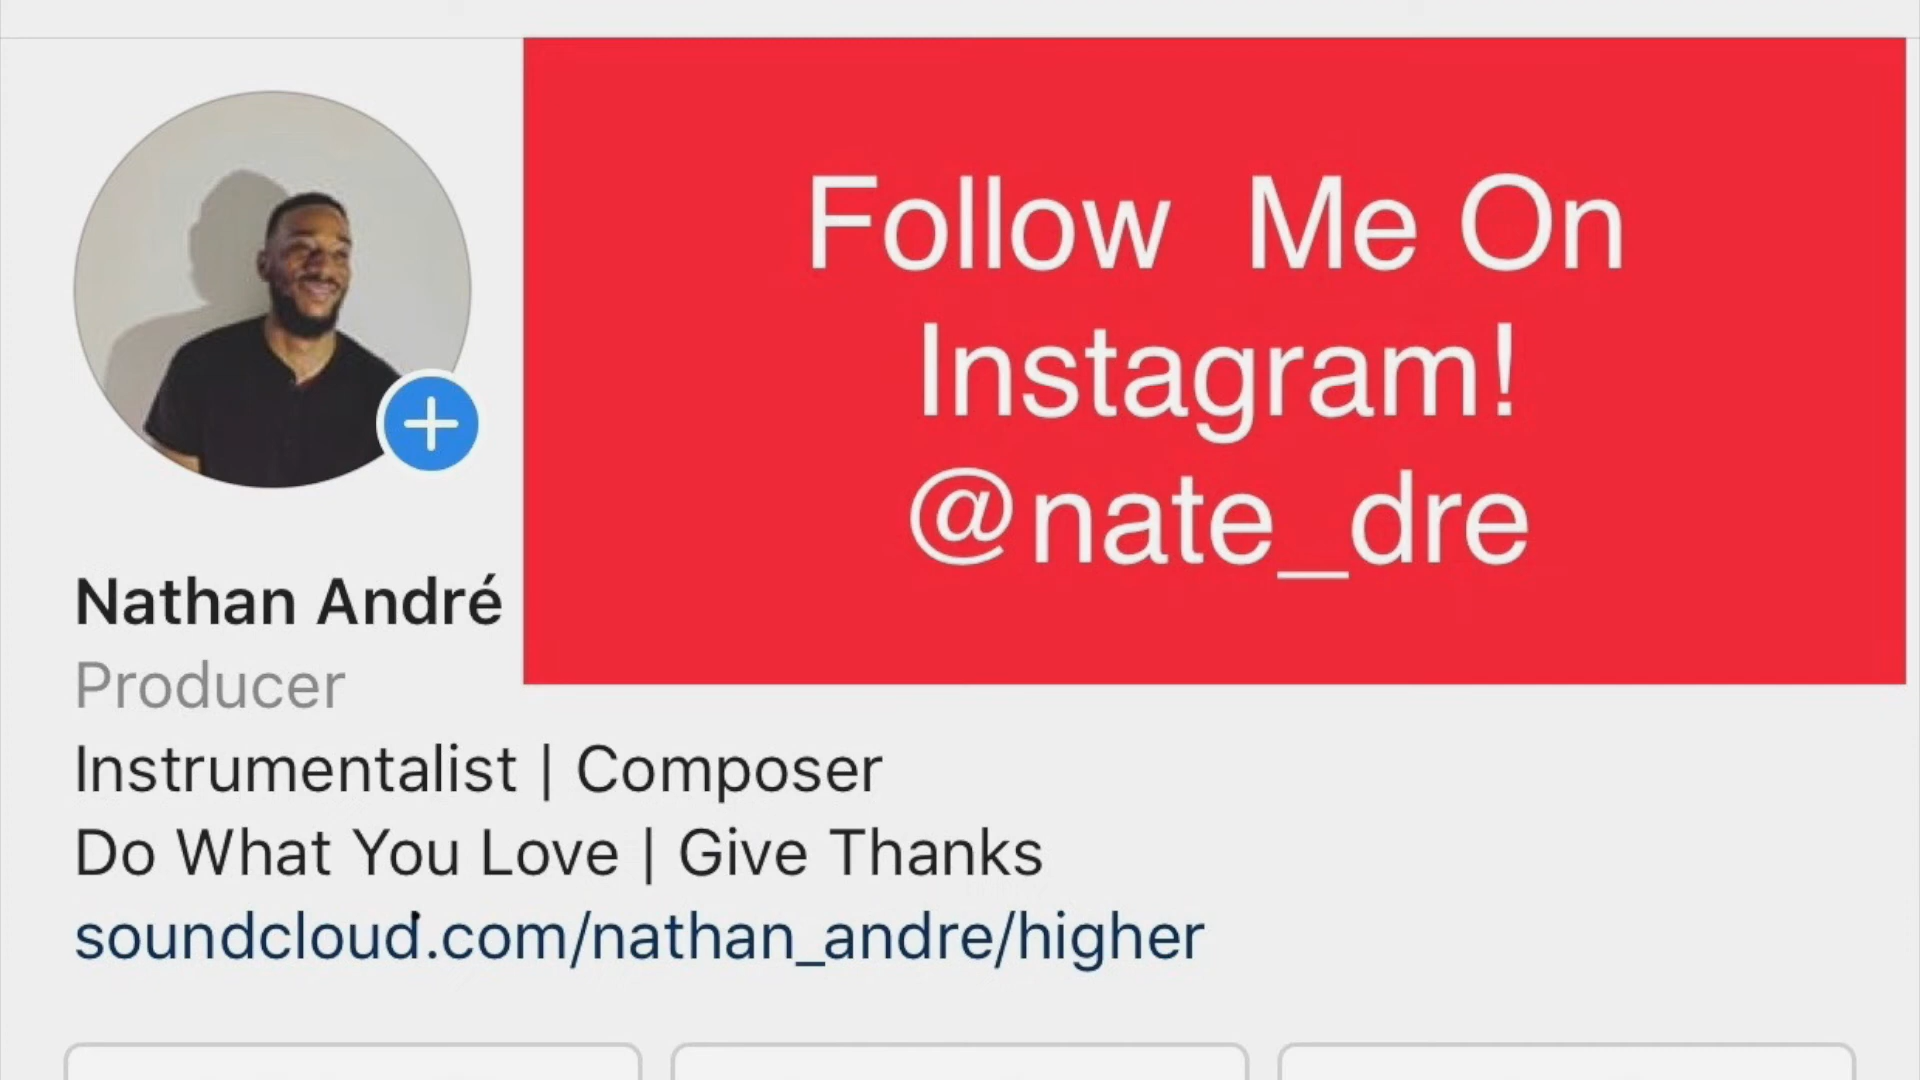 Follow Me On
Instagram!
@nate_dre
Nathan André
Producer
Instrumentalist | Composer
Do What You Love | Give Thanks
soundcloud.com/nathan_andre/higher